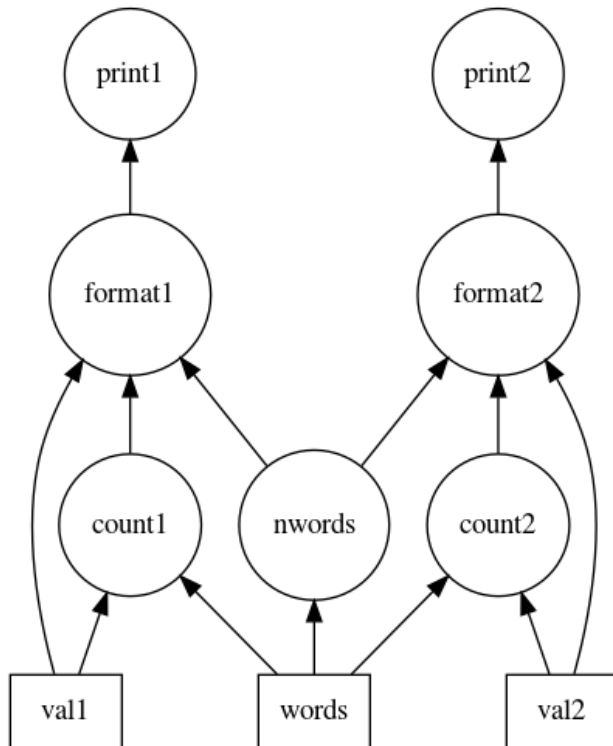 print1
print2
format1
format2
count1
nwords
count2
val1
words
val2